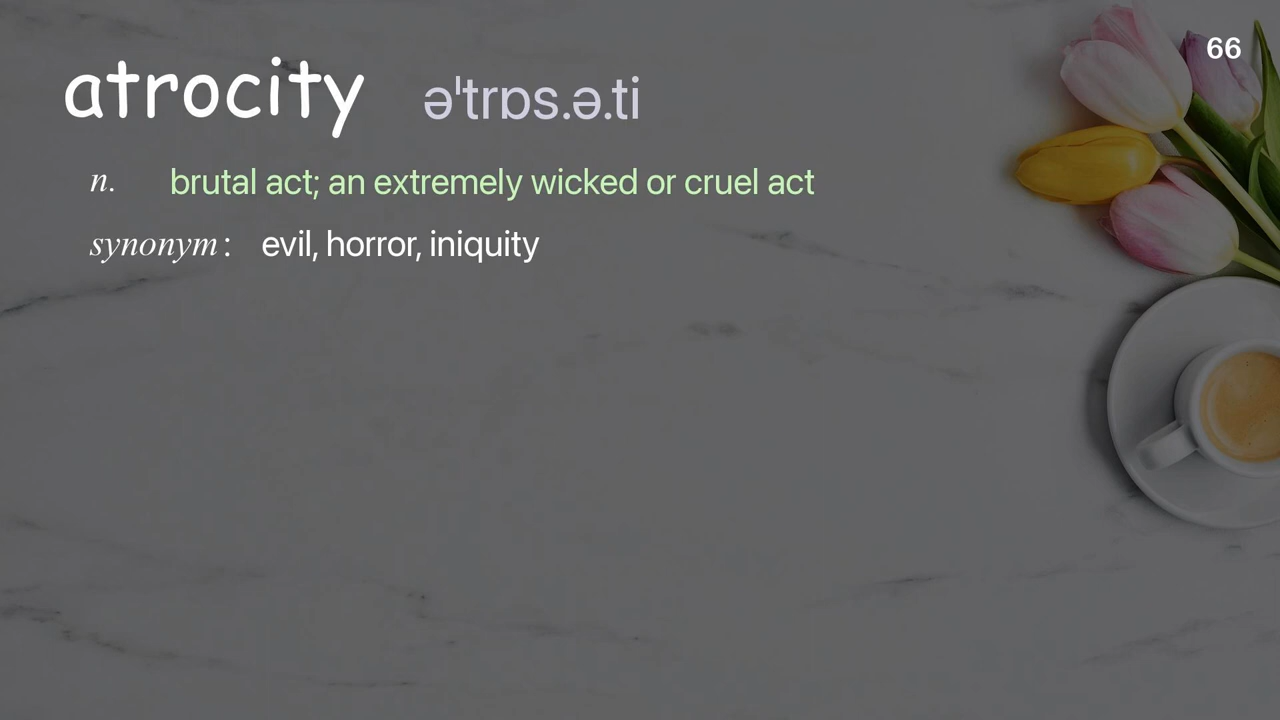 66
atrocity əˈtrɒs.ə.ti
n. brutal act; an extremely wicked or cruel act
synonym: evil, horror, iniquity